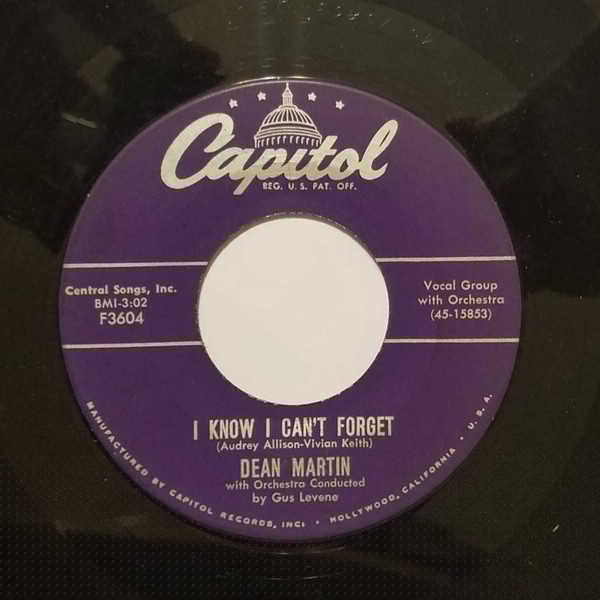 Capitol
REG. U. S. PAT. OFF.
Central Songs, Inc.
BMI-3:02
F3604
Vocal Group
with Orchestra
(45-15853)
I KNOW I CAN'T FORGET
(Audrey Allison-Vivian Keith)
DEAN MARTIN
with Orchestra Conducted
by Gus Levene
MANUFACTURED BY CAPITOL RECORDS, INC. • HOLLYWOOD, CALIFORNIA • U. S. A.